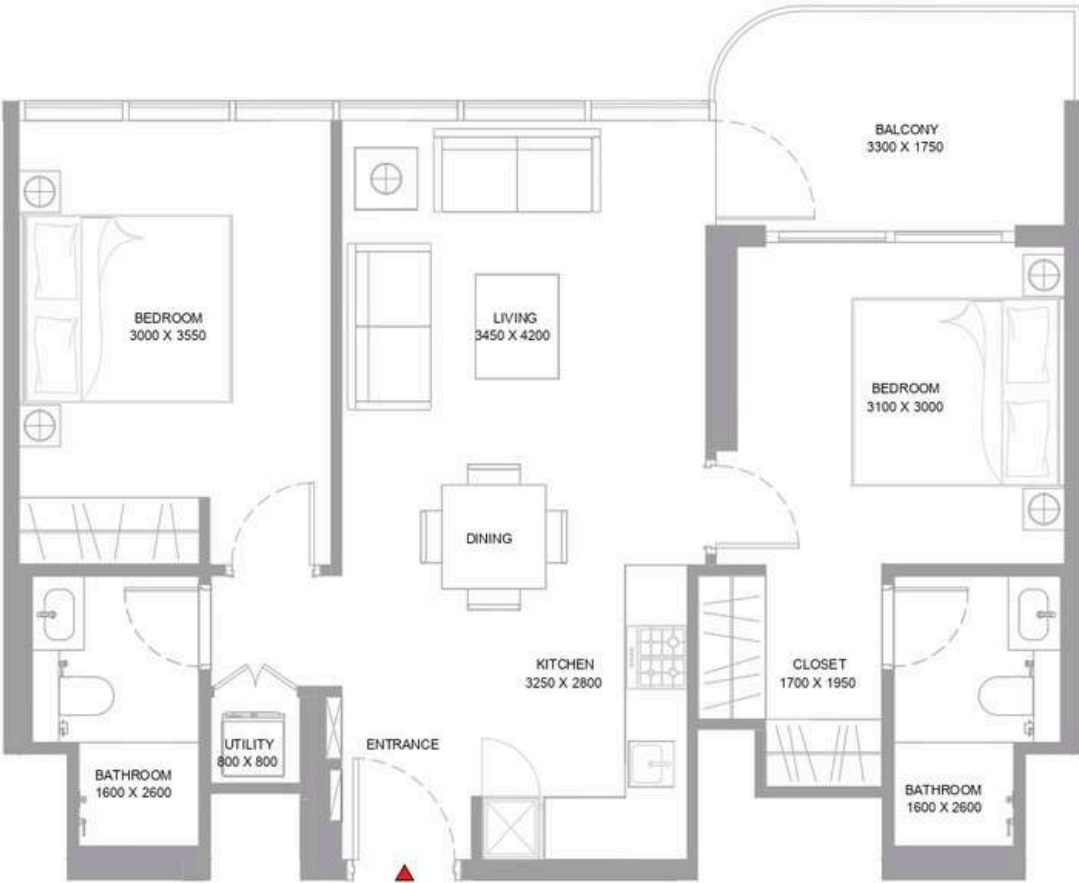 BALCONY
3300 X 1750
BEDROOM
3000 X 3550
LIVING
3450 X 4200
BEDROOM
3100 X 3000
DINING
KITCHEN
3250 X 2800
CLOSET
1700 X 1950
UTILITY
800 X 800
ENTRANCE
BATHROOM
1600 X 2600
BATHROOM
1600 X 2600